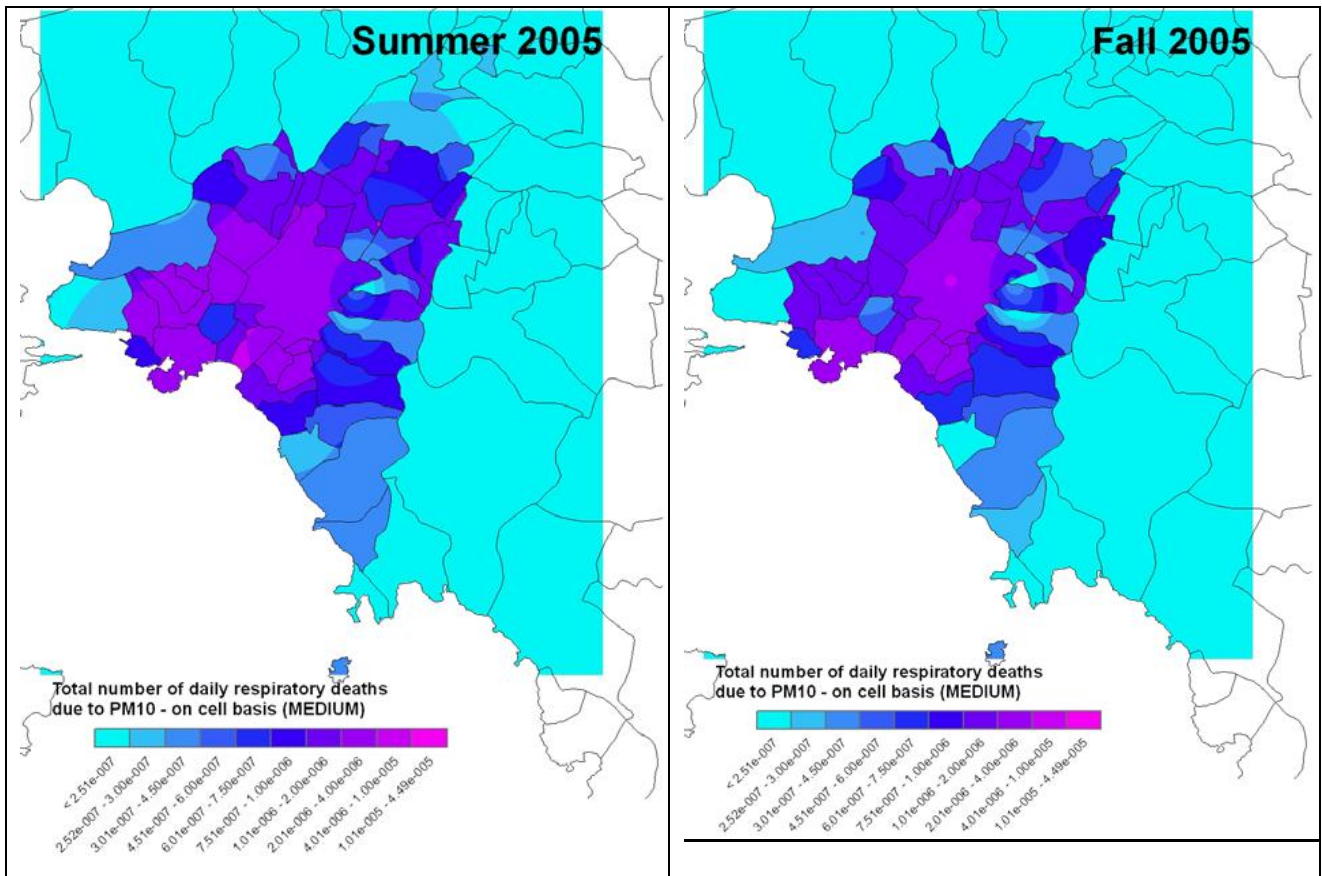 Summer 2005
Total number of daily respiratory deaths
due to PM10 - on cell basis (MEDIUM)
< 2.51e-007
2.52e-007 - 3.00e-007
3.01e-007 - 4.50e-007
4.51e-007 - 6.00e-007
6.01e-007 - 7.50e-007
7.51e-007 - 1.00e-006
1.01e-006 - 2.00e-006
2.01e-006 - 4.00e-006
4.01e-006 - 1.00e-005
1.01e-005 - 4.49e-005
Fall 2005
Total number of daily respiratory deaths
due to PM10 - on cell basis (MEDIUM)
< 2.51e-007
2.52e-007 - 3.00e-007
3.01e-007 - 4.50e-007
4.51e-007 - 6.00e-007
6.01e-007 - 7.50e-007
7.51e-007 - 1.00e-006
1.01e-006 - 2.00e-006
2.01e-006 - 4.00e-006
4.01e-006 - 1.00e-005
1.01e-005 - 4.49e-005